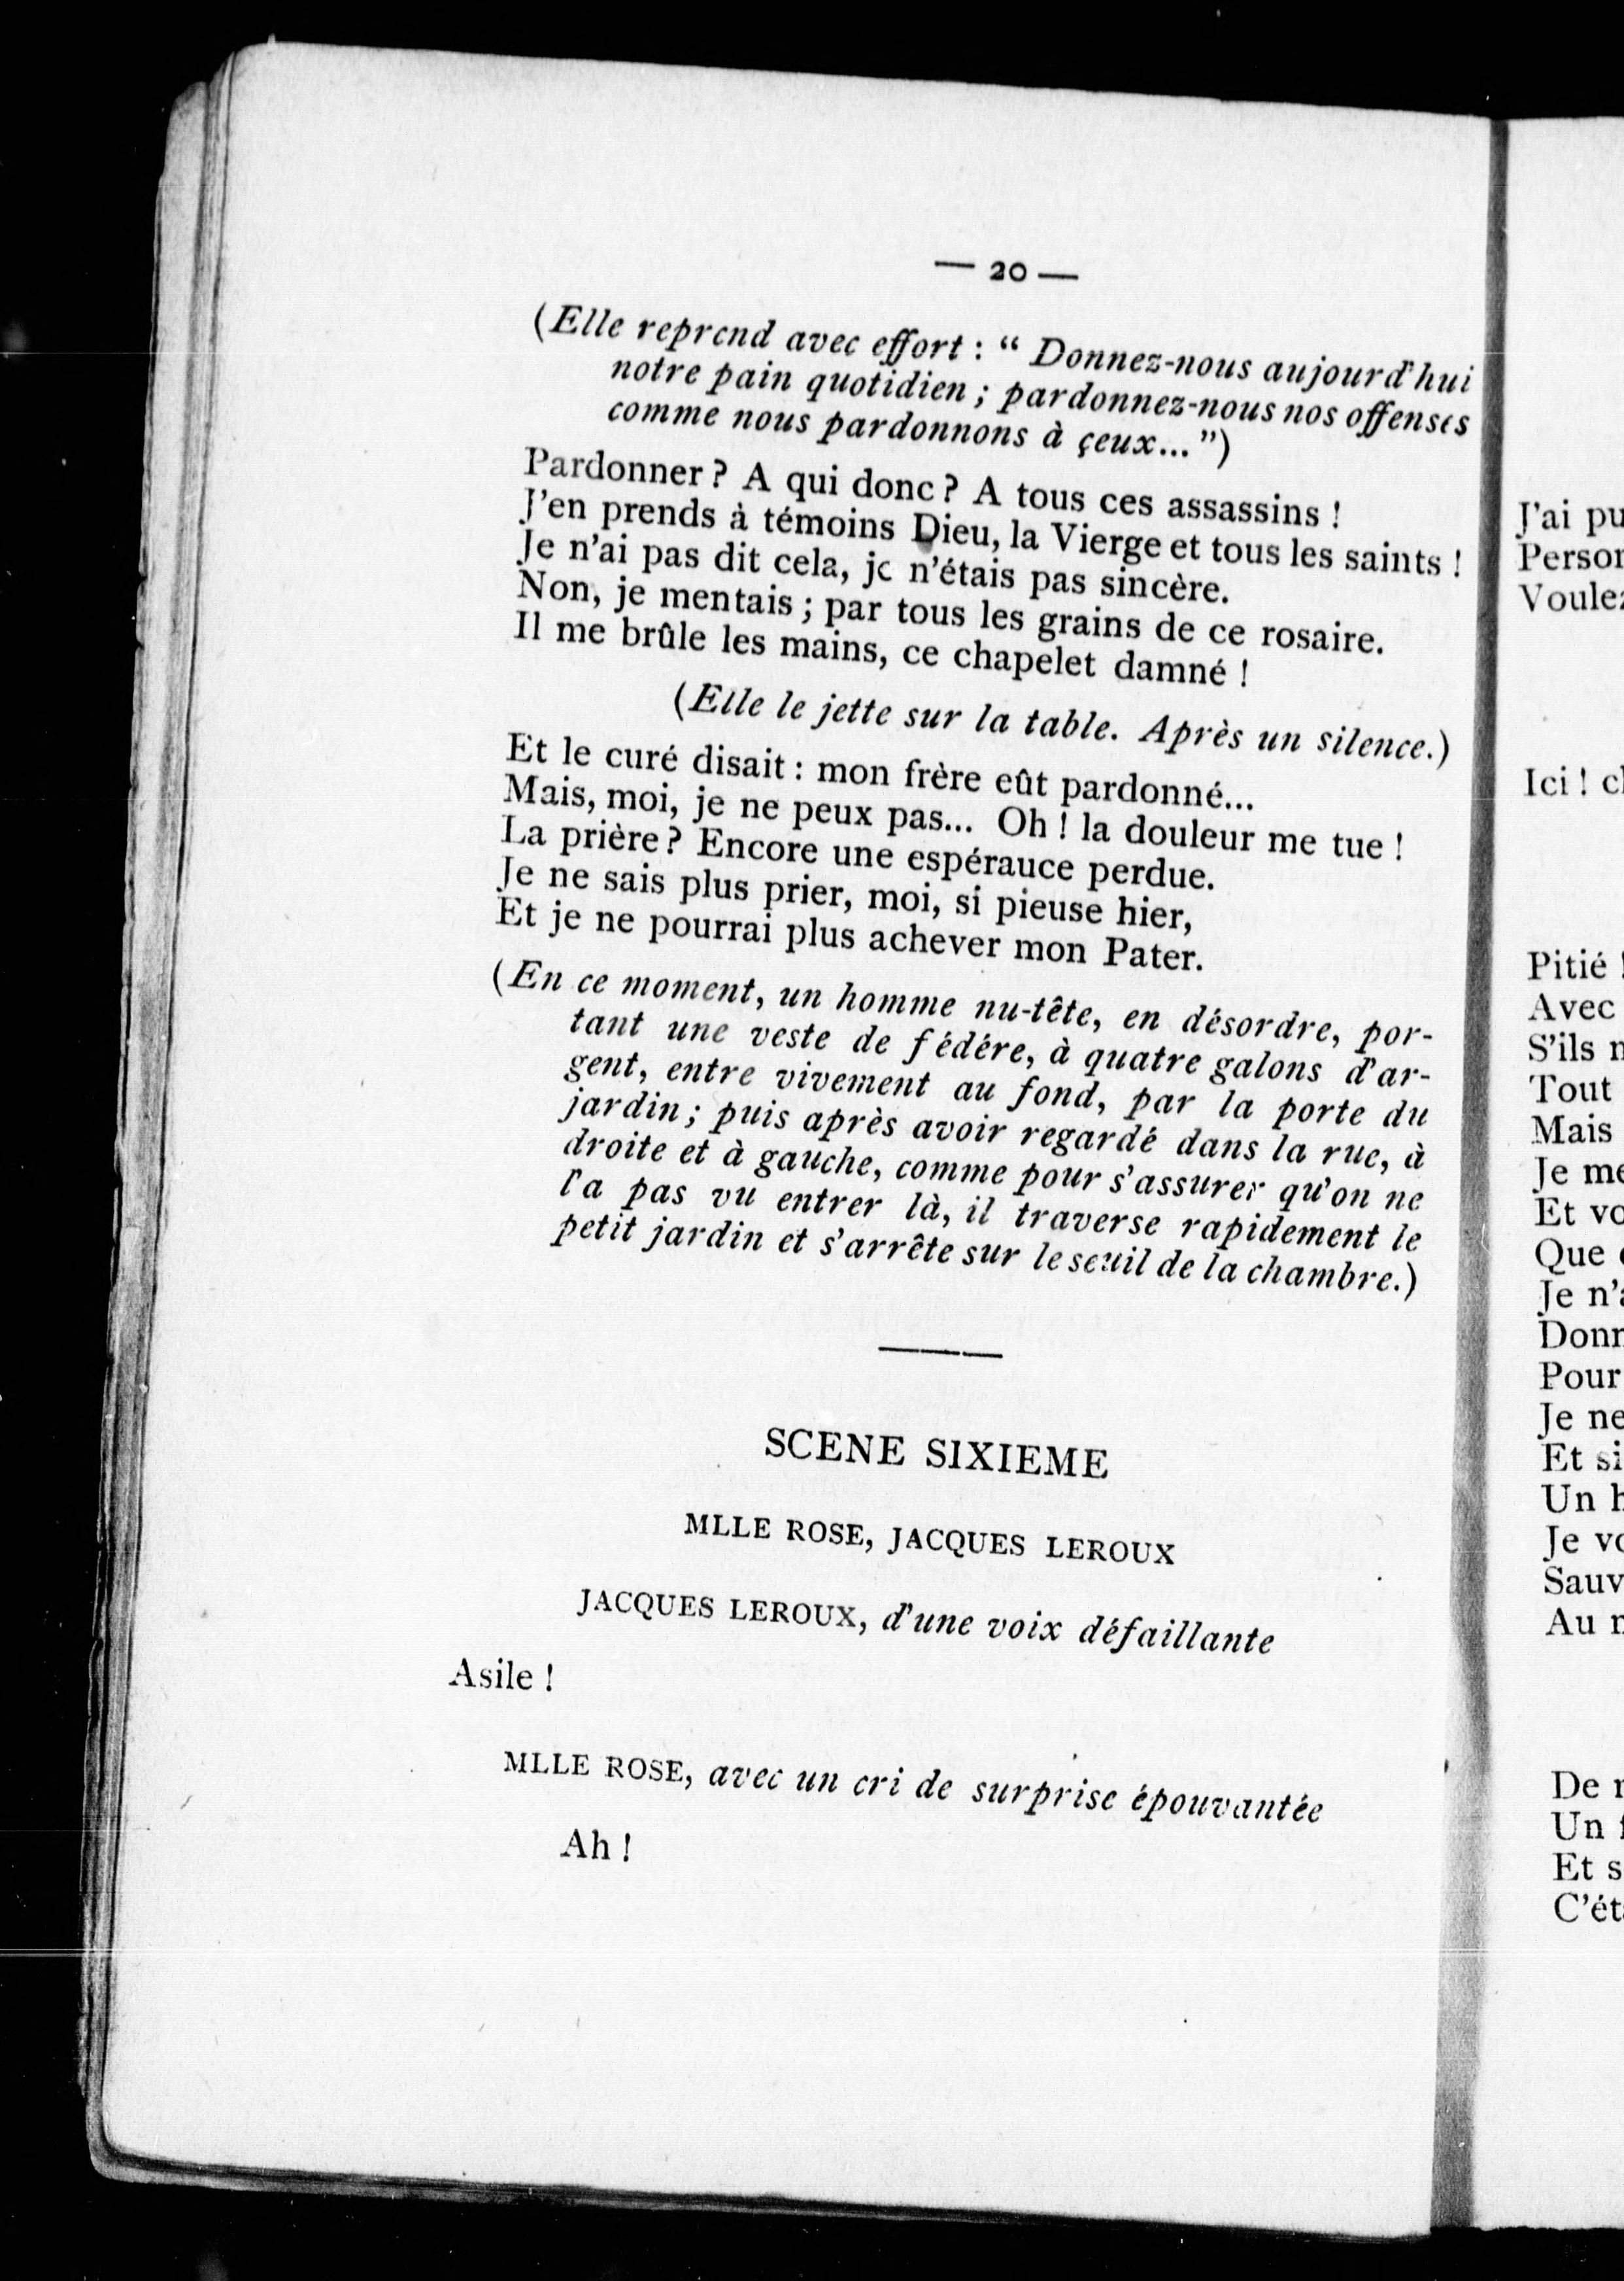 — 20 —
(Elle reprend avec effort : “ Donnez-nous aujourd'hui
notre pain quotidien ; pardonnez-nous nos offenses
comme nous pardonnons à çeux... ”)
Pardonner ? A qui donc ? A tous ces assassins !
J'en prends à témoins Dieu, la Vierge et tous les saints !
Je n'ai pas dit cela, je n'étais pas sincère.
Non, je mentais ; par tous les grains de ce rosaire.
Il me brûle les mains, ce chapelet damné !
(Elle le jette sur la table. Après un silence.)
Et le curé disait : mon frère eût pardonné...
Mais, moi, je ne peux pas... Oh ! la douleur me tue !
La prière ? Encore une espérauce perdue.
Je ne sais plus prier, moi, si pieuse hier,
Et je ne pourrai plus achever mon Pater.
(En ce moment, un homme nu-tête, en désordre, por-
tant une veste de fédére, à quatre galons d'ar-
gent, entre vivement au fond, par la porte du
jardin ; puis après avoir regardé dans la rue, à
droite et à gauche, comme pour s'assurer qu'on ne
l'a pas vu entrer là, il traverse rapidement le
petit jardin et s'arrête sur le seuil de la chambre.)
SCENE SIXIEME
MLLE ROSE, JACQUES LEROUX
JACQUES LEROUX, d'une voix défaillante
Asile !
MLLE ROSE, avec un cri de surprise épouvantée
Ah !
J'ai
Ici !
Pitié
Avec
S'ils
Tout
Mais
Je
Et
Que
Je
Donn
Pour
Je ne
Et si
Un
Je
Sauv
Au
De
Un
Et
C'ét